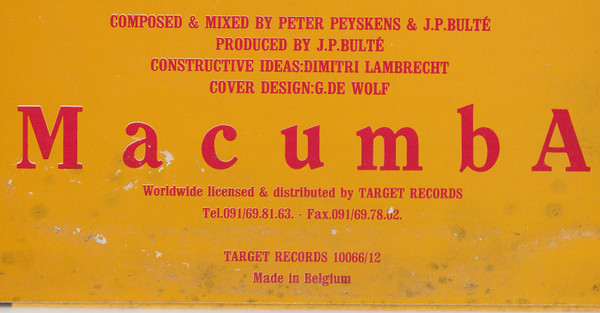 COMPOSED & MIXED BY PETER PEYSKENS & J.P.BULTÉ
PRODUCED BY J.P.BULTÉ
CONSTRUCTIVE IDEAS:DIMITRI LAMBRECHT
COVER DESIGN:G.DE WOLF
MacumbA
Worldwide licensed & distributed by TARGET RECORDS
Tel.091/69.81.63. - Fax.091/69.78.02.
TARGET RECORDS 10066/12
Made in Belgium